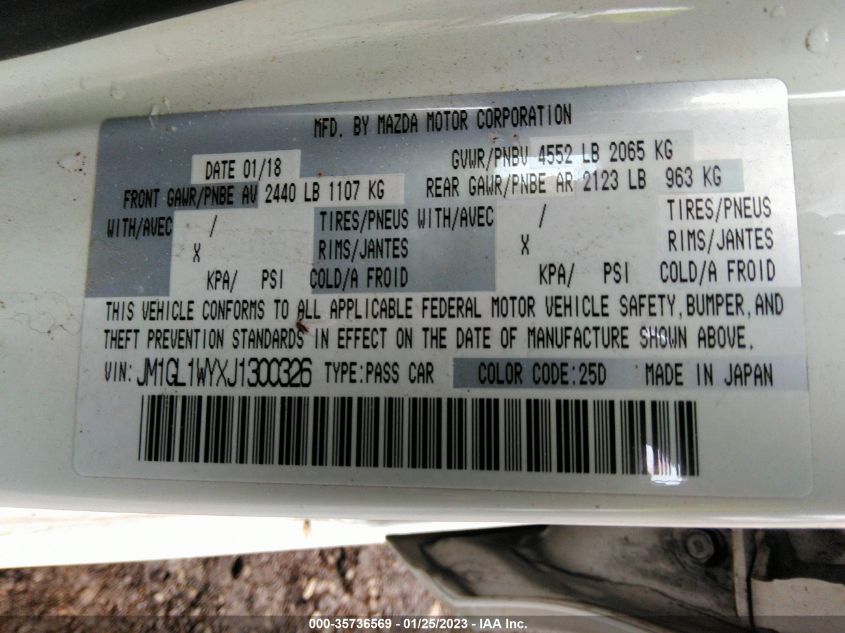 MFD. BY MAZDA MOTOR CORPORATION
DATE 01/18
GVWR/PNBV 4552 LB 2065 KG
FRONT GAWR/PNBE AV 2440 LB 1107 KG
REAR GAWR/PNBE AR 2123 LB 963 KG
WITH/AVEC / TIRES/PNEUS WITH/AVEC / TIRES/PNEUS
X RIMS/JANTES X RIMS/JANTES
KPA/ PSI COLD/A FROID KPA/ PSI COLD/A FROID
THIS VEHICLE CONFORMS TO ALL APPLICABLE FEDERAL MOTOR VEHICLE SAFETY,BUMPER,AND
THEFT PREVENTION STANDARDS IN EFFECT ON THE DATE OF MANUFACTURE SHOWN ABOVE.
VIN: JM1GL1WYXJ1300326 TYPE:PASS CAR COLOR CODE:25D MADE IN JAPAN
000-35736569 - 01/25/2023 - IAA Inc.